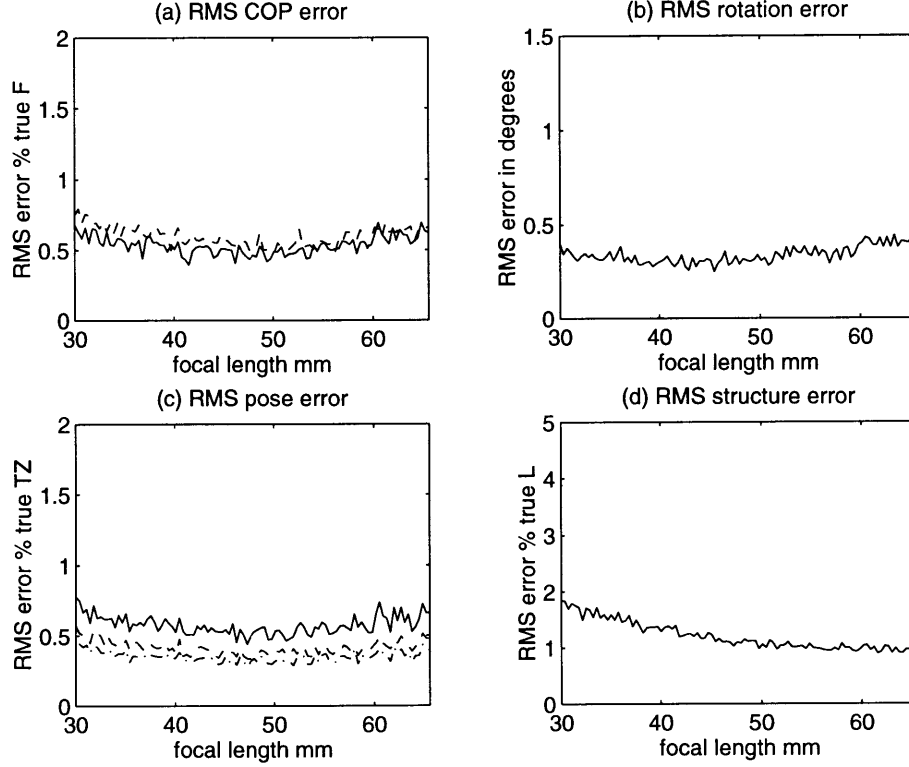 (a) RMS COP error
RMS error % true F
2
1.5
1
0.5
0
30 40 50 60
focal length mm
(b) RMS rotation error
RMS error in degrees
1.5
1
0.5
0
30 40 50 60
focal length mm
(c) RMS pose error
RMS error % true TZ
2
1.5
1
0.5
0
30 40 50 60
focal length mm
(d) RMS structure error
RMS error % true L
5
4
3
2
1
0
30 40 50 60
focal length mm